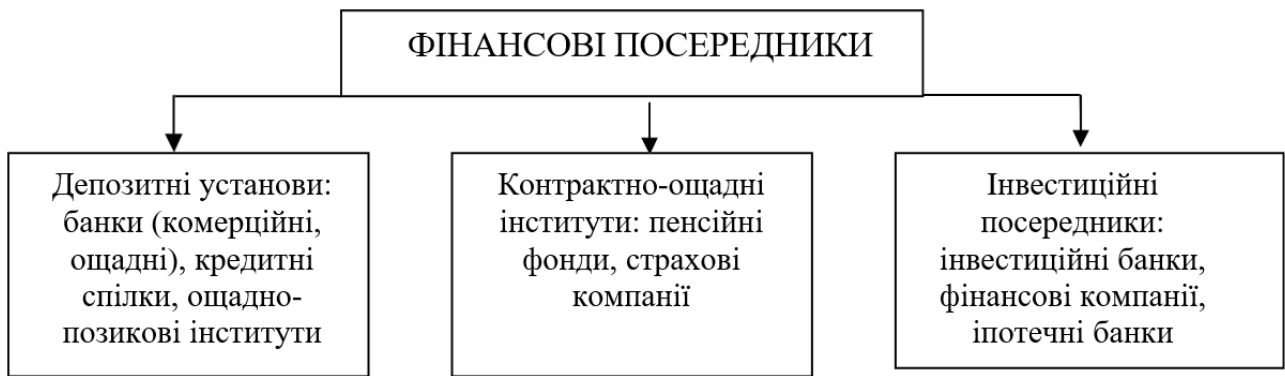 ФІНАНСОВІ ПОСЕРЕДНИКИ
Депозитні установи:
банки (комерційні,
ощадні), кредитні
спілки, ощадно-
позикові інститути
Контрактно-ощадні
інститути: пенсійні
фонди, страхові
компанії
Інвестиційні
посередники:
інвестиційні банки,
фінансові компанії,
іпотечні банки